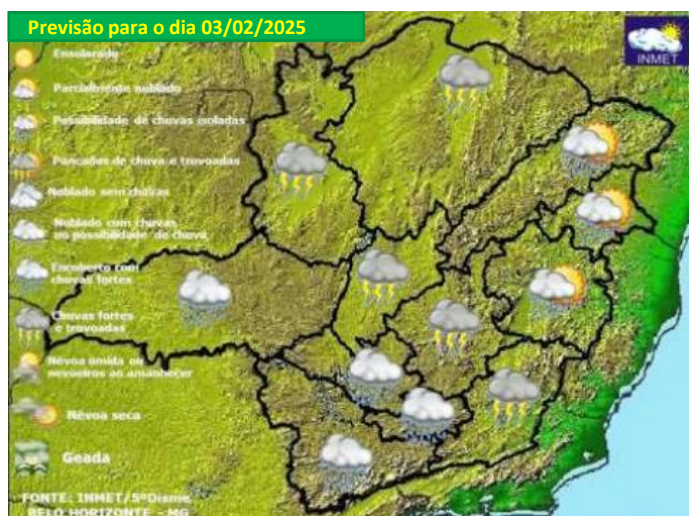 Previsão para o dia 03/02/2025
INMET
Ensolarado
Parcialmente nublado
Possibilidade de chuvas isoladas
Pancadas de chuva e trovoadas
Nublado sem chuvas
Nublado com chuvas
ou possibilidade de chuva
Encoberto com
chuvas fortes
Chuvas fortes
e trovoadas
Névoa úmida ou
nevoeiros ao amanhecer
Névoa seca
Geada
FONTE: INMET/5ºDisme
BELO HORIZONTE - MG